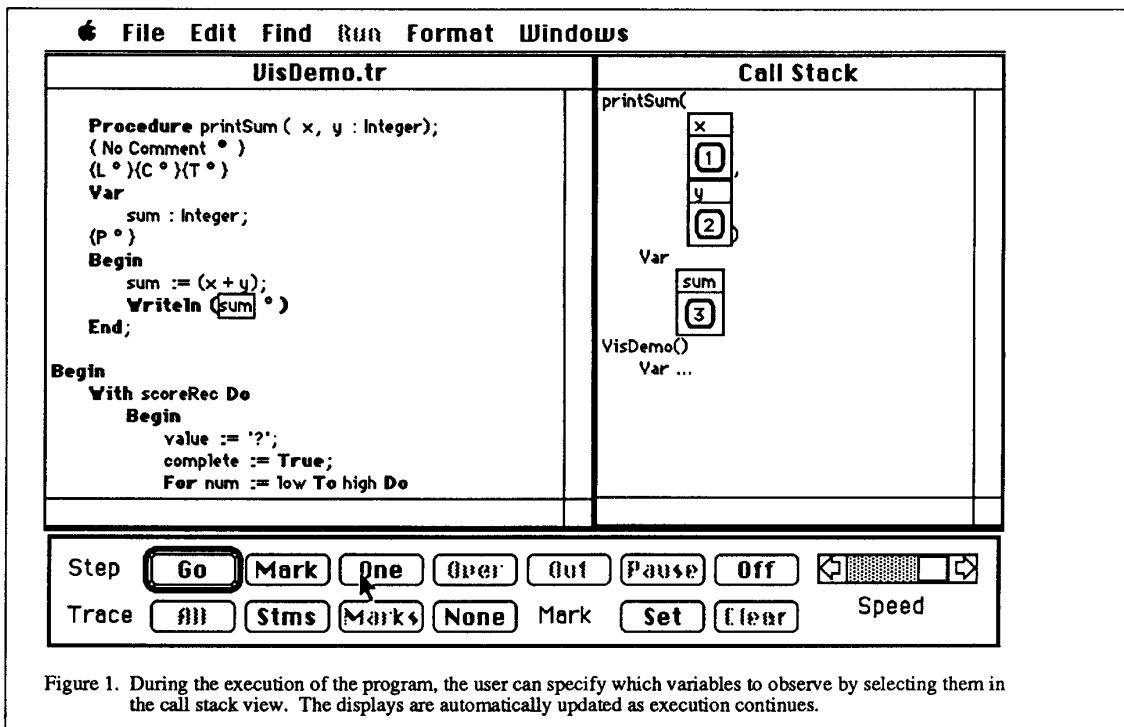 File Edit Find Run Format Windows
VisDemo.tr
Procedure printSum ( x, y : Integer);
{ No Comment ° }
{L ° }{C ° }{T ° }
Var
sum : Integer;
{P ° }
Begin
sum := (x + y);
Writeln (sum ° )
End;
Begin
With scoreRec Do
Begin
value := '?';
complete := True;
For num := low To high Do
Call Stack
printSum(
x
1 ,
y
2 )
Var
sum
3
VisDemo()
Var ...
Step Go Mark One Over Out Pause Off
Trace All Stms Marks None Mark Set Clear Speed
Figure 1. During the execution of the program, the user can specify which variables to observe by selecting them in
the call stack view. The displays are automatically updated as execution continues.